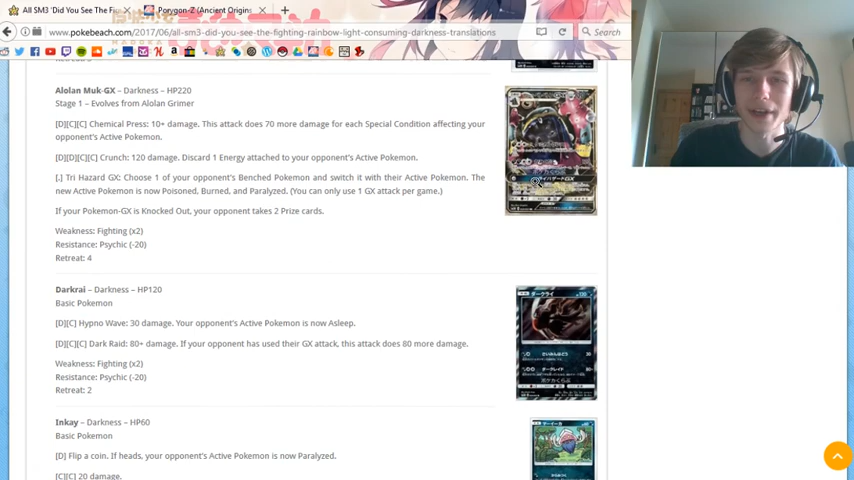 All SM3 'Did You See The Fi
Porygon-Z (Ancient Origin
www.pokebeach.com/2017/06/all-sm3-did-you-see-the-fighting-rainbow-light-consuming-darkness-translations
Search
Alolan Muk-GX – Darkness – HP220
Stage 1 – Evolves from Alolan Grimer
[D][C][C] Chemical Press: 10+ damage. This attack does 70 more damage for each Special Condition affecting your
opponent's Active Pokemon.
[D][D][C][C] Crunch: 120 damage. Discard 1 Energy attached to your opponent's Active Pokemon.
[.] Tri Hazard GX: Choose 1 of your opponent's Benched Pokemon and switch it with their Active Pokemon. The
new Active Pokemon is now Poisoned, Burned, and Paralyzed. (You can only use 1 GX attack per game.)
If your Pokemon-GX is Knocked Out, your opponent takes 2 Prize cards.
Weakness: Fighting (x2)
Resistance: Psychic (-20)
Retreat: 4
Darkrai – Darkness – HP120
Basic Pokemon
[D][C] Hypno Wave: 30 damage. Your opponent's Active Pokemon is now Asleep.
[D][C][C] Dark Raid: 80+ damage. If your opponent has used their GX attack, this attack does 80 more damage.
Weakness: Fighting (x2)
Resistance: Psychic (-20)
Retreat: 2
Inkay – Darkness – HP60
Basic Pokemon
[D] Flip a coin. If heads, your opponent's Active Pokemon is now Paralyzed.
[C][C] 20 damage.